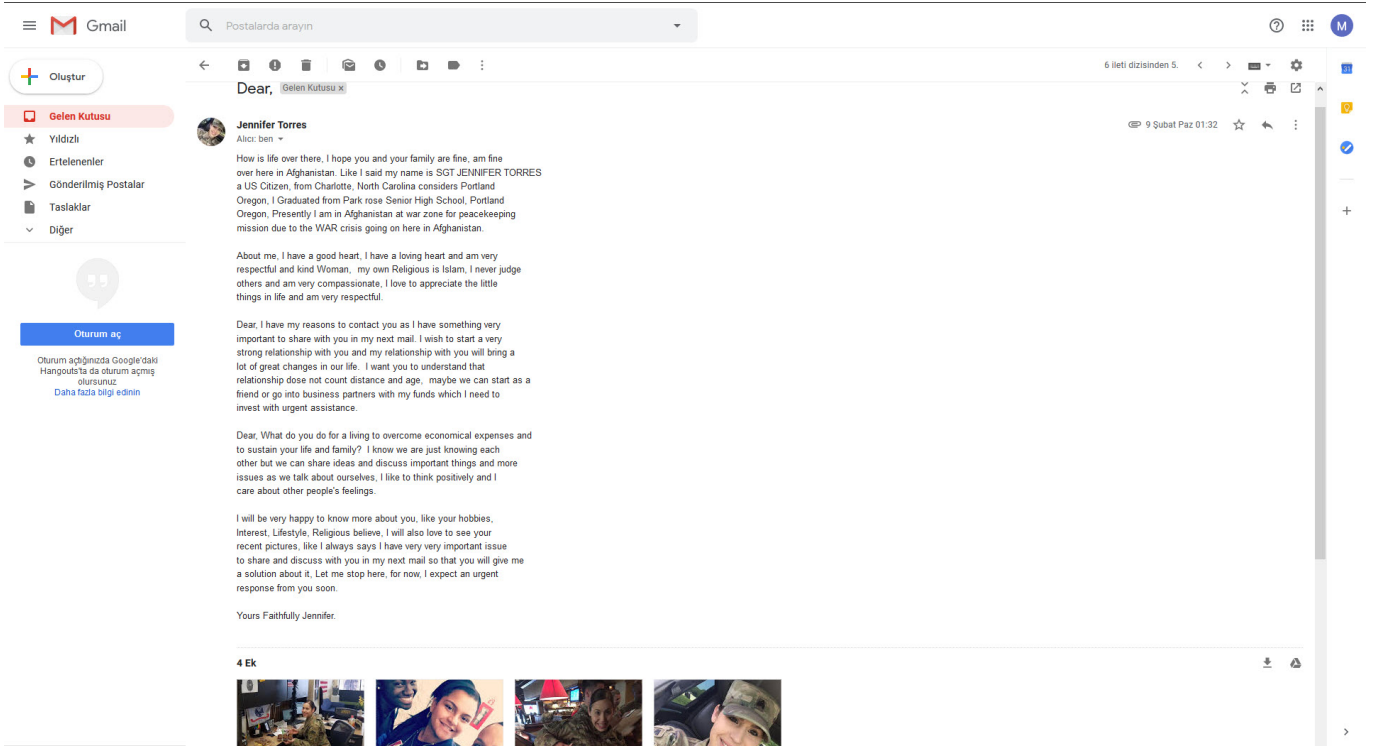 Gmail
Postalarda arayın
M
Oluştur
6 ileti dizisinden 5.
31
Gelen Kutusu
Yıldızlı
Ertelenenler
Gönderilmiş Postalar
Taslaklar
Diğer
Oturum aç
Oturum açtığınızda Google'daki
Hangouts'ta da oturum açmış
olursunuz
Daha fazla bilgi edinin
Dear, Gelen Kutusu x
Jennifer Torres
9 Şubat Paz 01:32
Alıcı: ben
How is life over there, I hope you and your family are fine, am fine
over here in Afghanistan. Like I said my name is SGT JENNIFER TORRES
a US Citizen, from Charlotte, North Carolina considers Portland
Oregon, I Graduated from Park rose Senior High School, Portland
Oregon, Presently I am in Afghanistan at war zone for peacekeeping
mission due to the WAR crisis going on here in Afghanistan.
About me, I have a good heart, I have a loving heart and am very
respectful and kind Woman, my own Religious is Islam, I never judge
others and am very compassionate, I love to appreciate the little
things in life and am very respectful.
Dear, I have my reasons to contact you as I have something very
important to share with you in my next mail. I wish to start a very
strong relationship with you and my relationship with you will bring a
lot of great changes in our life. I want you to understand that
relationship dose not count distance and age, maybe we can start as a
friend or go into business partners with my funds which I need to
invest with urgent assistance.
Dear, What do you do for a living to overcome economical expenses and
to sustain your life and family? I know we are just knowing each
other but we can share ideas and discuss important things and more
issues as we talk about ourselves, I like to think positively and I
care about other people's feelings.
I will be very happy to know more about you, like your hobbies,
Interest, Lifestyle, Religious believe, I will also love to see your
recent pictures, like I always says I have very very important issue
to share and discuss with you in my next mail so that you will give me
a solution about it, Let me stop here, for now, I expect an urgent
response from you soon.
Yours Faithfully Jennifer.
4 Ek